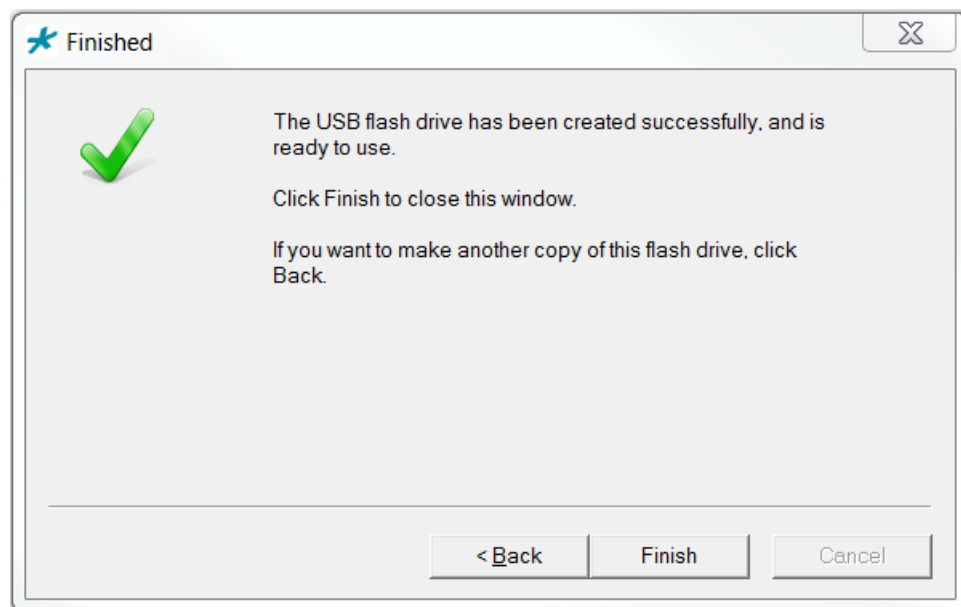 Finished
The USB flash drive has been created successfully, and is
ready to use.
Click Finish to close this window.
If you want to make another copy of this flash drive, click
Back.
< Back
Finish
Cancel